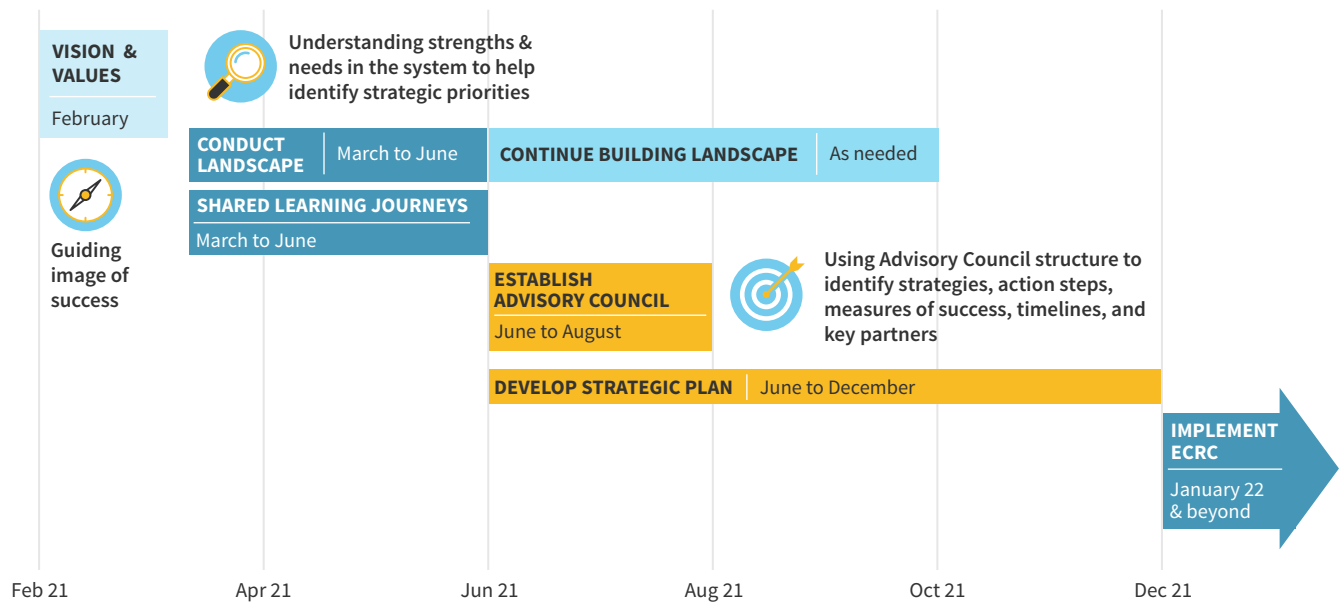 VISION &
VALUES
February
Guiding
image of
success
Understanding strengths &
needs in the system to help
identify strategic priorities
CONDUCT
LANDSCAPE
March to June
CONTINUE BUILDING LANDSCAPE
As needed
SHARED LEARNING JOURNEYS
March to June
ESTABLISH
ADVISORY COUNCIL
June to August
Using Advisory Council structure to
identify strategies, action steps,
measures of success, timelines, and
key partners
DEVELOP STRATEGIC PLAN
June to December
IMPLEMENT
ECRC
January 22
& beyond
Feb 21
Apr 21
Jun 21
Aug 21
Oct 21
Dec 21